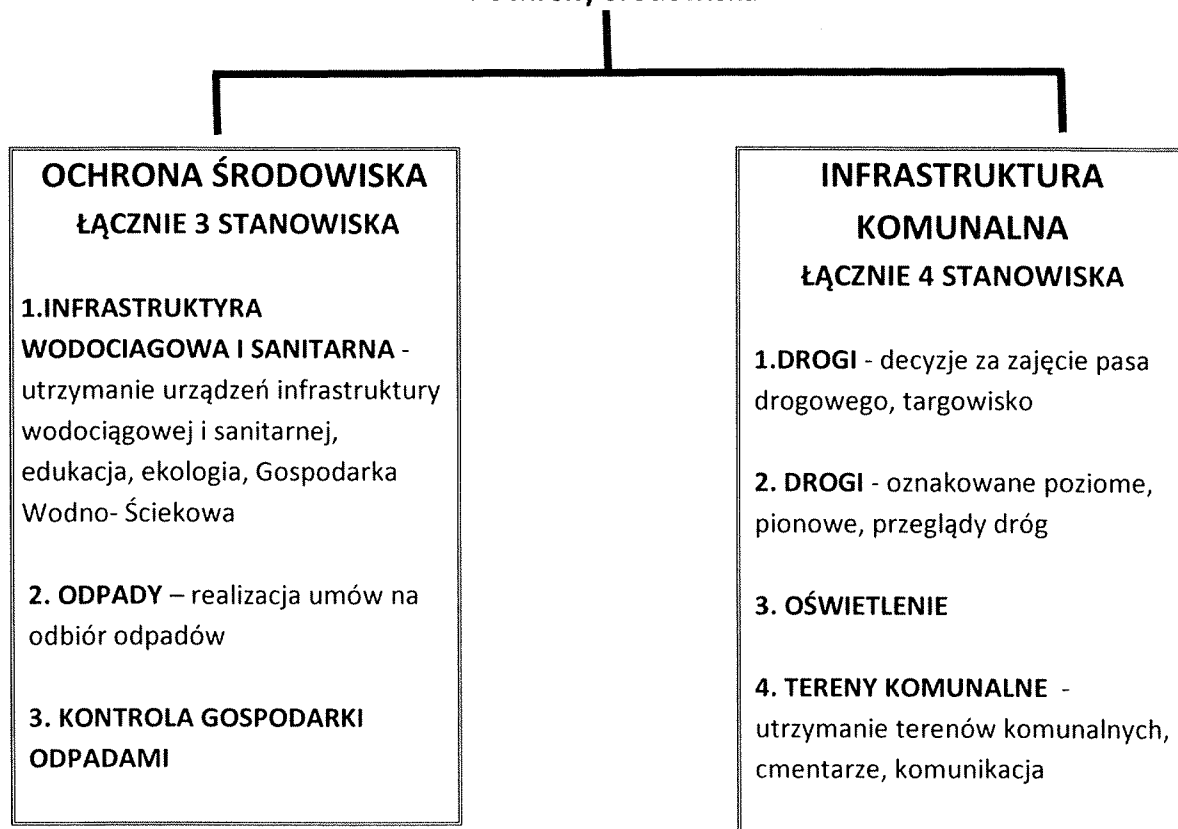 OCHRONA ŚRODOWISKA
ŁĄCZNIE 3 STANOWISKA
1.INFRASTRUKTYRA
WODOCIAGOWA I SANITARNA -
utrzymanie urządzeń infrastruktury
wodociągowej i sanitarnej,
edukacja, ekologia, Gospodarka
Wodno- Ściekowa
2. ODPADY – realizacja umów na
odbiór odpadów
3. KONTROLA GOSPODARKI
ODPADAMI
INFRASTRUKTURA
KOMUNALNA
ŁĄCZNIE 4 STANOWISKA
1.DROGI - decyzje za zajęcie pasa
drogowego, targowisko
2. DROGI - oznakowane poziome,
pionowe, przeglądy dróg
3. OŚWIETLENIE
4. TERENY KOMUNALNE -
utrzymanie terenów komunalnych,
cmentarze, komunikacja